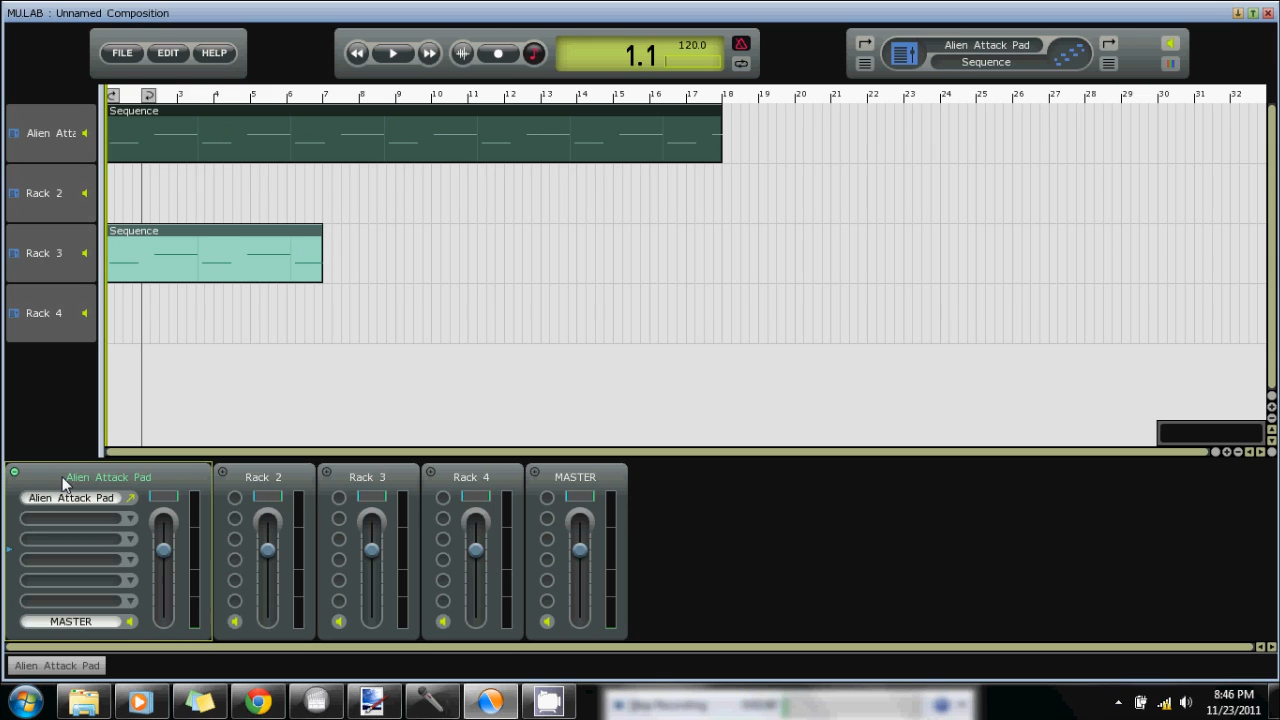 MU.LAB : Unnamed Composition
FILE EDIT HELP
1.1 120.0
Alien Attack Pad
Sequence
3 4 5 6 7 8 9 10 11 12 13 14 15 16 17 18 19 20 21 22 23 24 25 26 27 28 29 30 31 32
Sequence
Alien Atta
Rack 2
Sequence
Rack 3
Rack 4
Alien Attack Pad Rack 2 Rack 3 Rack 4 MASTER
Alien Attack Pad
MASTER
Alien Attack Pad
8:46 PM
11/23/2011